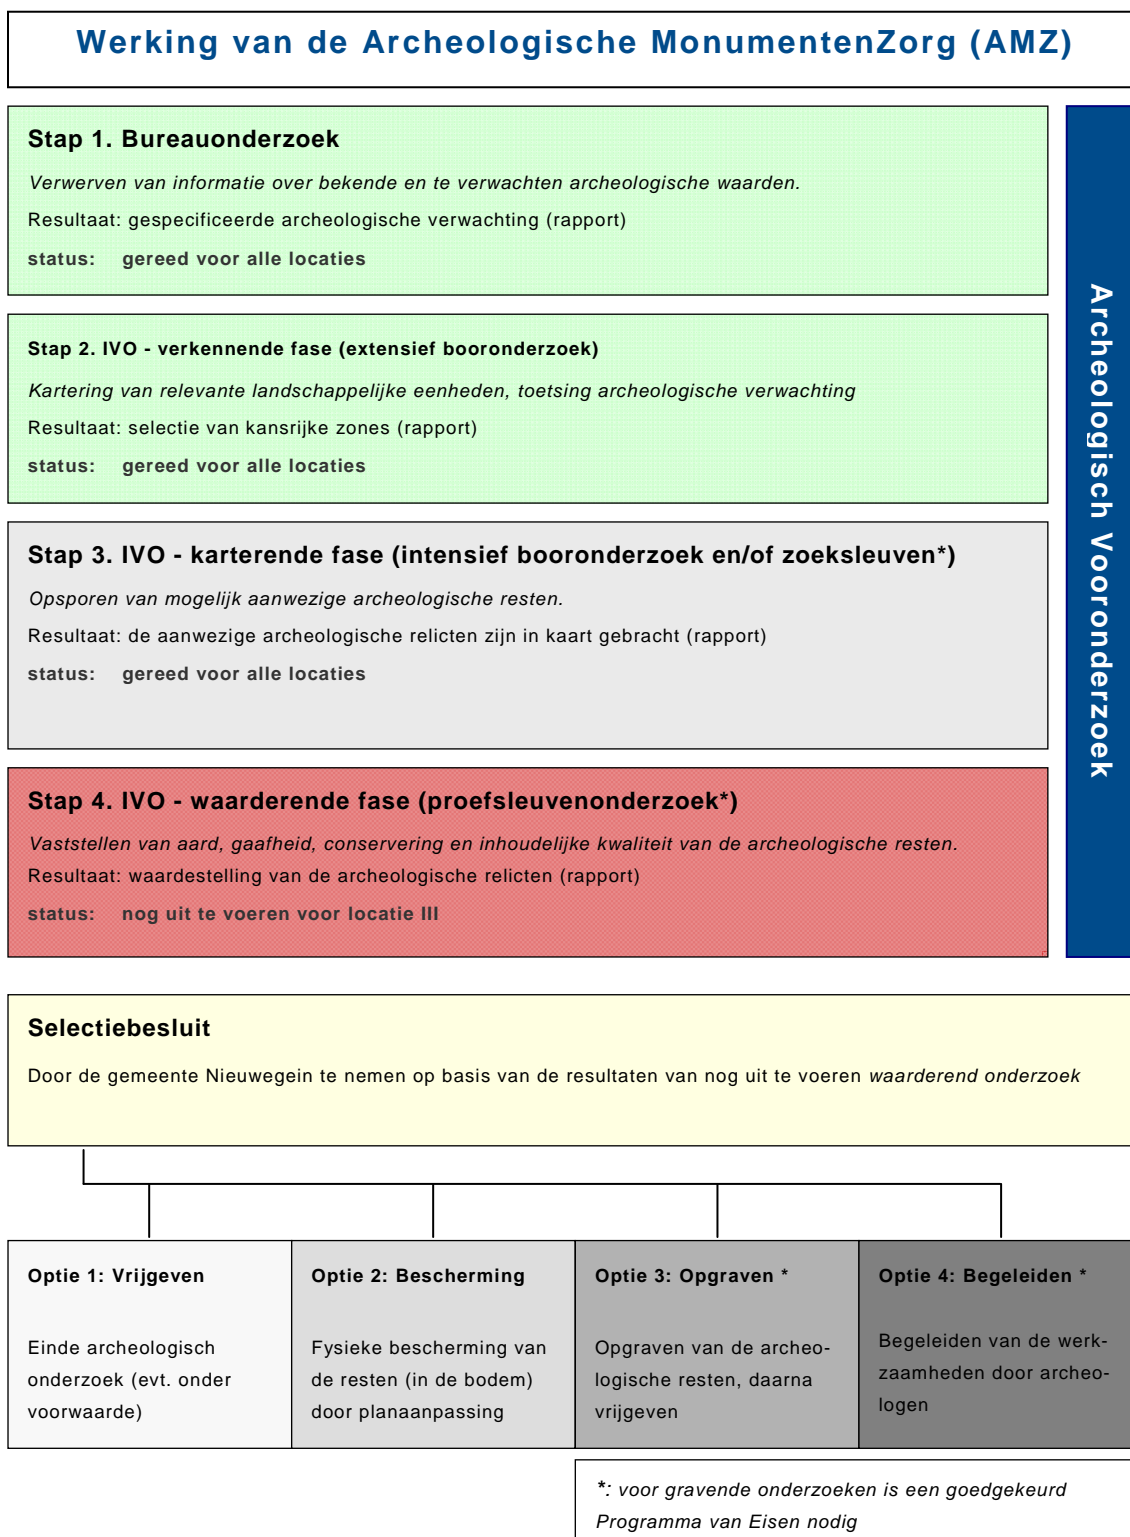 Werking van de Archeologische MonumentenZorg (AMZ)
Stap 1. Bureauonderzoek
Verwerven van informatie over bekende en te verwachten archeologische waarden.
Resultaat: gespecificeerde archeologische verwachting (rapport)
status: gereed voor alle locaties
Stap 2. IVO - verkennende fase (extensief booronderzoek)
Kartering van relevante landschappelijke eenheden, toetsing archeologische verwachting
Resultaat: selectie van kansrijke zones (rapport)
status: gereed voor alle locaties
Stap 3. IVO - karterende fase (intensief booronderzoek en/of zoeksleuven*)
Opsporen van mogelijk aanwezige archeologische resten.
Resultaat: de aanwezige archeologische relicten zijn in kaart gebracht (rapport)
status: gereed voor alle locaties
Stap 4. IVO - waarderende fase (proefsleuvenonderzoek*)
Vaststellen van aard, gaafheid, conservering en inhoudelijke kwaliteit van de archeologische resten.
Resultaat: waardestelling van de archeologische relicten (rapport)
status: nog uit te voeren voor locatie III
Archeologisch Vooronderzoek
Selectiebesluit
Door de gemeente Nieuwegein te nemen op basis van de resultaten van nog uit te voeren waarderend onderzoek
Optie 1: Vrijgeven
Einde archeologisch
onderzoek (evt. onder
voorwaarde)
Optie 2: Bescherming
Fysieke bescherming van
de resten (in de bodem)
door planaanpassing
Optie 3: Opgraven *
Opgraven van de archeo-
logische resten, daarna
vrijgeven
Optie 4: Begeleiden *
Begeleiden van de werk-
zaamheden door archeo-
logen
*: voor gravende onderzoeken is een goedgekeurd
Programma van Eisen nodig